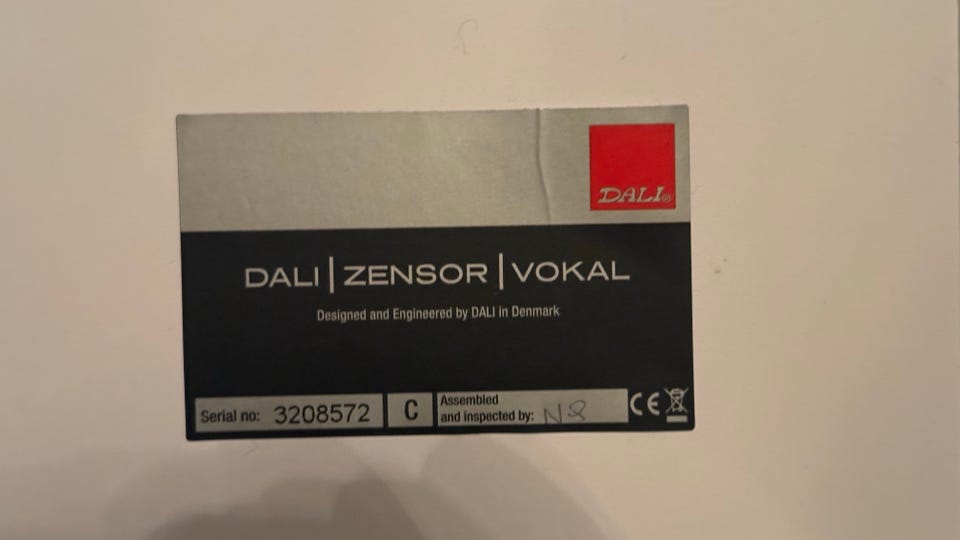 DALI
DALI | ZENSOR | VOKAL
Designed and Engineered by DALI in Denmark
Serial no: 3208572
C
Assembled
and inspected by:
CE